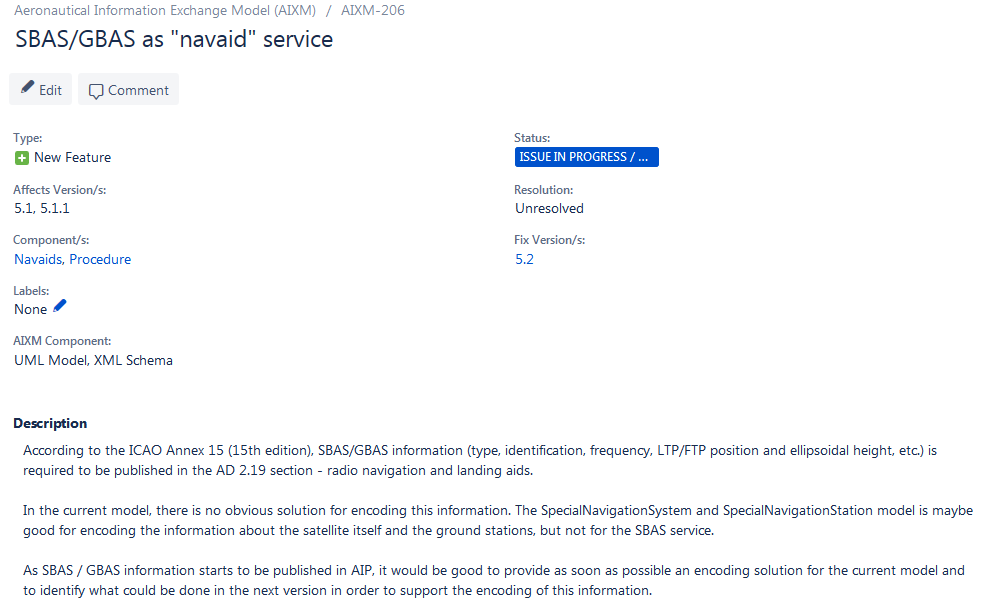 Aeronautical Information Exchange Model (AIXM) / AIXM-206
SBAS/GBAS as "navaid" service
Edit Comment
Type: Status:
New Feature ISSUE IN PROGRESS / ...
Affects Version/s: Resolution:
5.1, 5.1.1 Unresolved
Component/s: Fix Version/s:
Navaids, Procedure 5.2
Labels:
None
AIXM Component:
UML Model, XML Schema
Description
According to the ICAO Annex 15 (15th edition), SBAS/GBAS information (type, identification, frequency, LTP/FTP position and ellipsoidal height, etc.) is
required to be published in the AD 2.19 section - radio navigation and landing aids.
In the current model, there is no obvious solution for encoding this information. The SpecialNavigationSystem and SpecialNavigationStation model is maybe
good for encoding the information about the satellite itself and the ground stations, but not for the SBAS service.
As SBAS / GBAS information starts to be published in AIP, it would be good to provide as soon as possible an encoding solution for the current model and
to identify what could be done in the next version in order to support the encoding of this information.